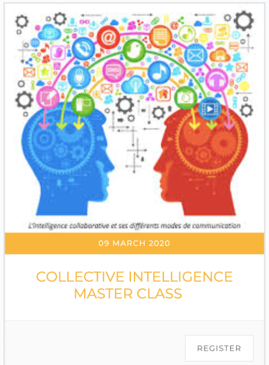 L'intelligence collaborative et ses différents modes de communication
09 MARCH 2020
COLLECTIVE INTELLIGENCE
MASTER CLASS
REGISTER